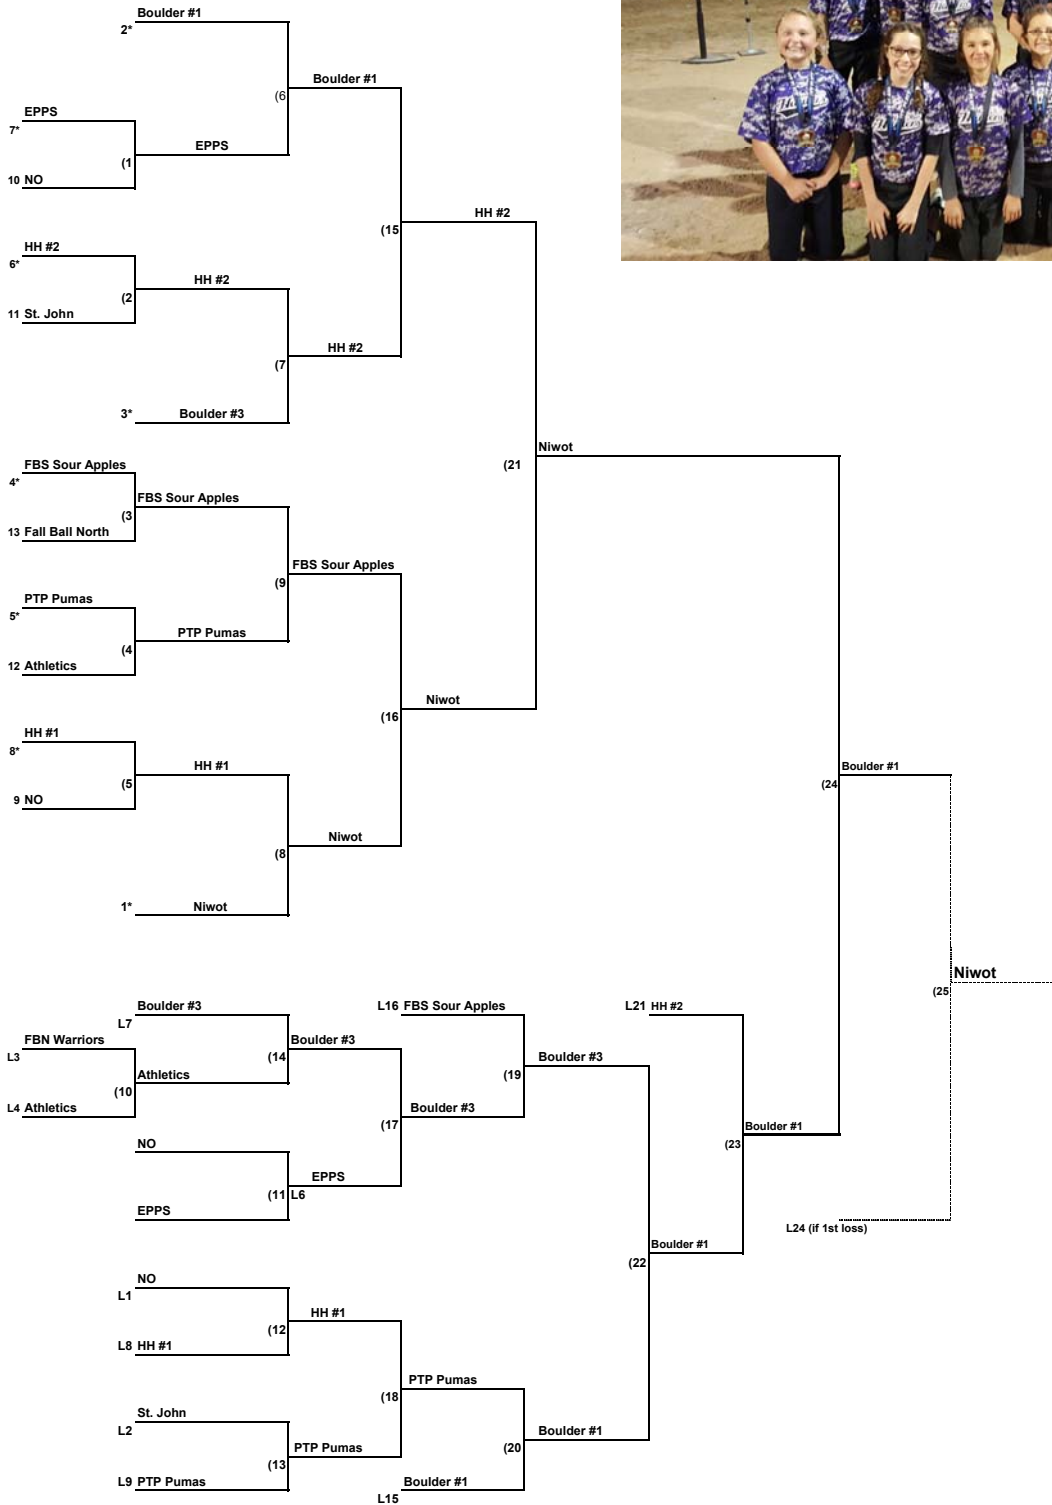 Boulder #1
2*
Boulder #1
(6
EPPS
7*
EPPS
(1
10 NO
HH #2
(15
HH #2
6*
HH #2
(2
11 St. John
HH #2
(7
3* Boulder #3
Niwot
(21
FBS Sour Apples
4*
FBS Sour Apples
(3
13 Fall Ball North
FBS Sour Apples
(9
PTP Pumas
5*
PTP Pumas
(4
12 Athletics
Niwot
(16
HH #1
8*
HH #1
(5
9 NO
Boulder #1
(24
Niwot
(8
1* Niwot
Niwot
(25
Boulder #3
L7
L16 FBS Sour Apples
L21 HH #2
FBN Warriors
L3
Boulder #3
(14
Boulder #3
(19
Athletics
(10
L4 Athletics
Boulder #3
(17
Boulder #1
(23
NO
EPPS
(11 L6
EPPS
L24 (if 1st loss)
Boulder #1
(22
NO
L1
HH #1
(12
L8 HH #1
PTP Pumas
(18
St. John
L2
Boulder #1
(20
PTP Pumas
(13
L9 PTP Pumas
Boulder #1
L15